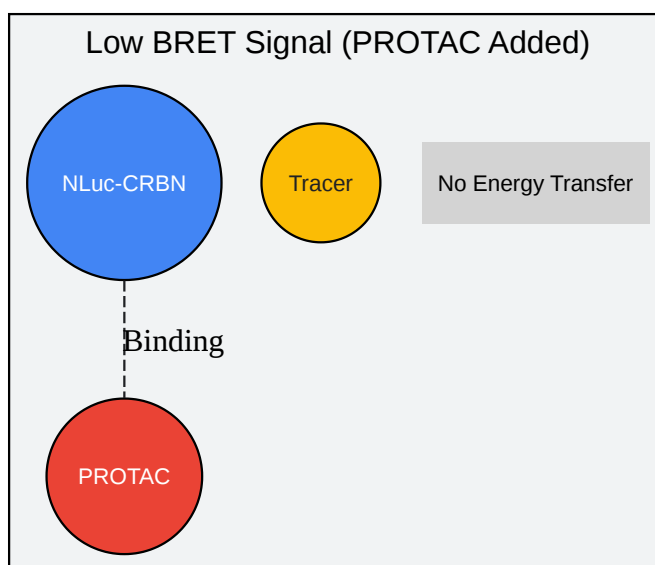 Low BRET Signal (PROTAC Added)
NLuc-CRBN
Tracer
No Energy Transfer
Binding
PROTAC